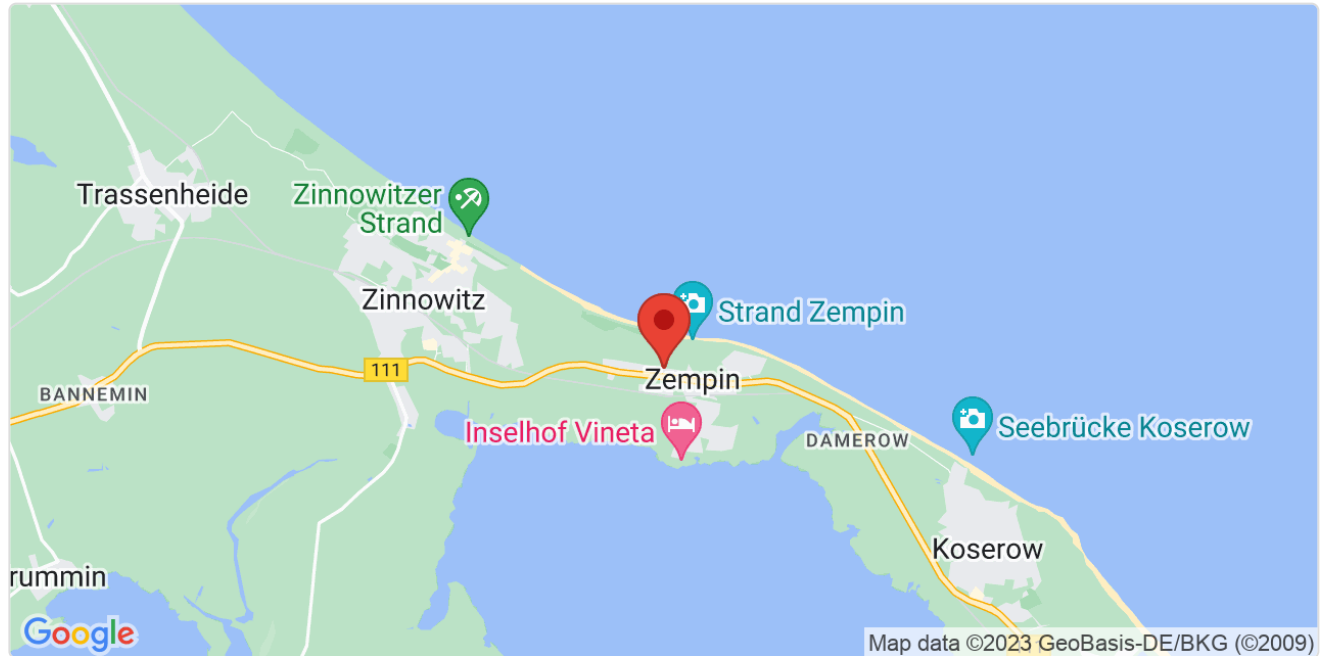 Trassenheide
Zinnowitzer
Strand
Zinnowitz
Strand Zempin
111
Zempin
BANNEMIN
Inselhof Vineta
DAMEROW
Seebrücke Koserow
Koserow
rummin
Google
Map data ©2023 GeoBasis-DE/BKG (©2009)